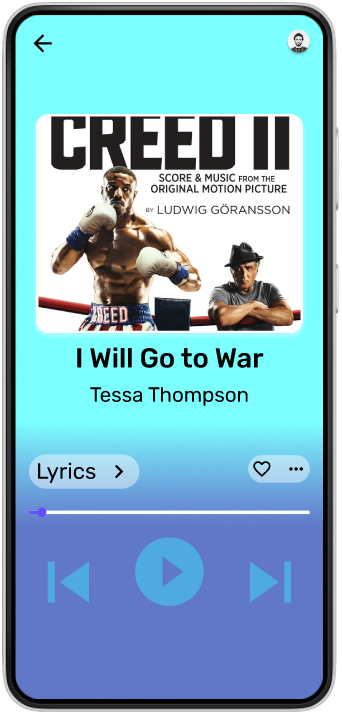 CREED II
SCORE & MUSIC FROM THE
ORIGINAL MOTION PICTURE
BY LUDWIG GÖRANSSON
CREED
I Will Go to War
Tessa Thompson
Lyrics